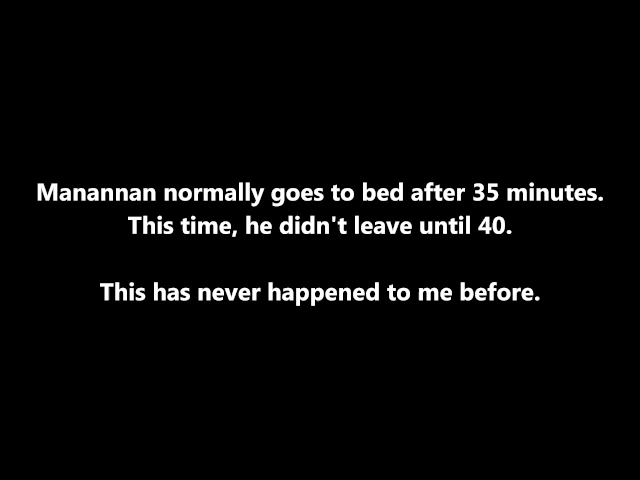 Manannan normally goes to bed after 35 minutes.
This time, he didn't leave until 40.
This has never happened to me before.